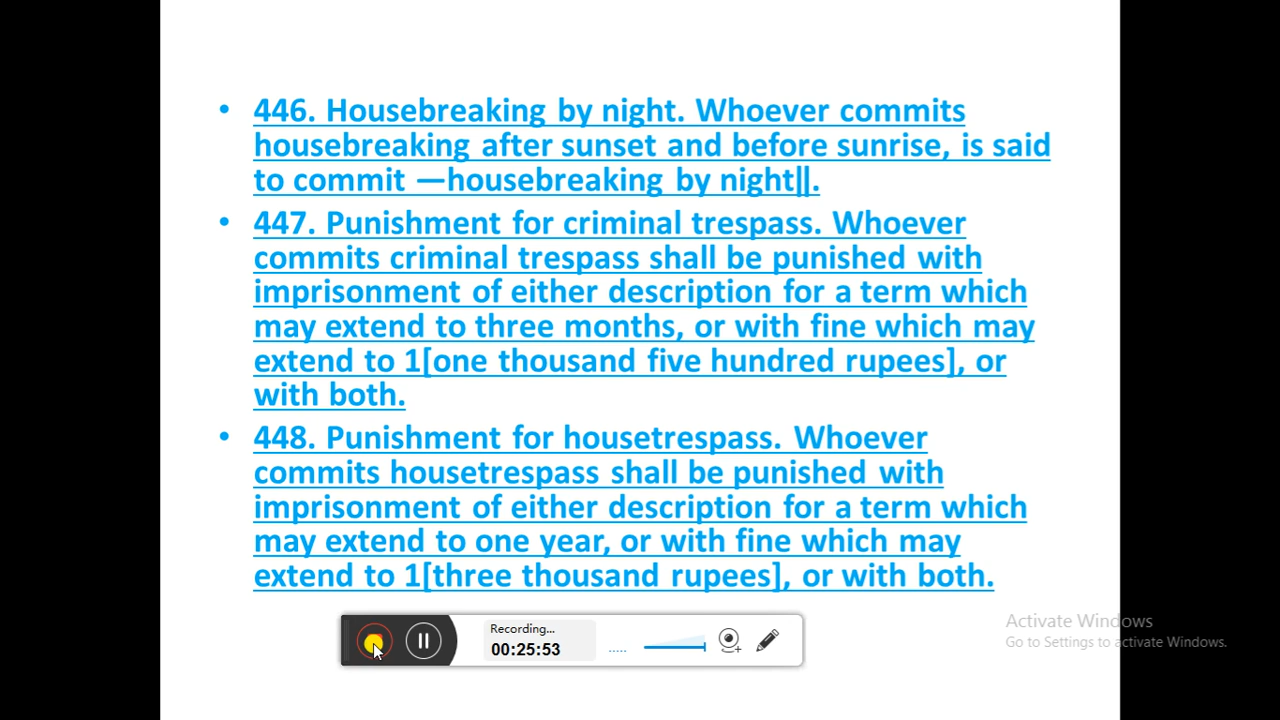 • 446. Housebreaking by night. Whoever commits
housebreaking after sunset and before sunrise, is said
to commit ―housebreaking by night‖.
• 447. Punishment for criminal trespass. Whoever
commits criminal trespass shall be punished with
imprisonment of either description for a term which
may extend to three months, or with fine which may
extend to 1[one thousand five hundred rupees], or
with both.
• 448. Punishment for housetrespass. Whoever
commits housetrespass shall be punished with
imprisonment of either description for a term which
may extend to one year, or with fine which may
extend to 1[three thousand rupees], or with both.
Recording...
00:25:53
Activate Windows
Go to Settings to activate Windows.